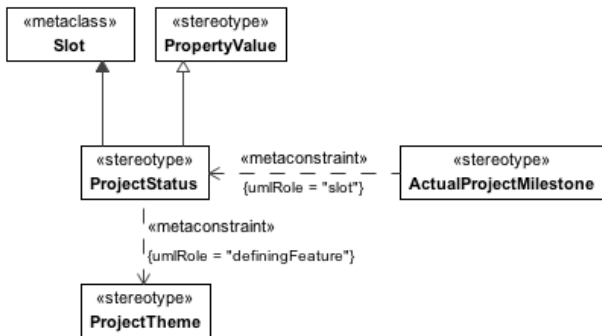 «metaclass»
Slot
«stereotype»
PropertyValue
«stereotype»
ProjectStatus
«metaconstraint»
{umlRole = "slot"}
«stereotype»
ActualProjectMilestone
«metaconstraint»
{umlRole = "definingFeature"}
«stereotype»
ProjectTheme